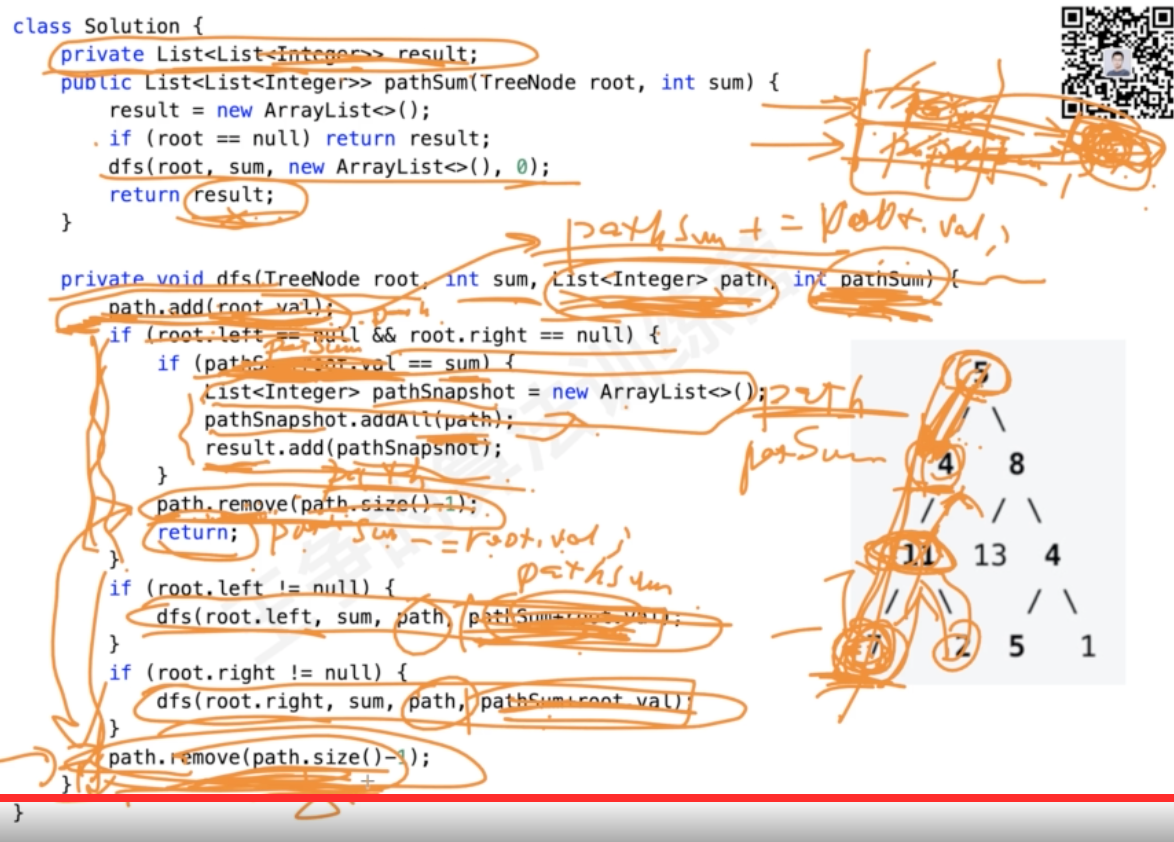 class Solution {
private List<List<Integer>> result;
public List<List<Integer>> pathSum(TreeNode root, int sum) {
result = new ArrayList<>();
if (root == null) return result;
dfs(root, sum, new ArrayList<>(), 0);
return result;
}
pathSum += root.val;
private void dfs(TreeNode root, int sum, List<Integer> path, int pathSum) {
path.add(root.val);
if (root.left == null && root.right == null) {
pathSum
if (pathSum+root.val == sum) {
List<Integer> pathSnapshot = new ArrayList<>();
path
pathSnapshot.addAll(path);
result.add(pathSnapshot);
pathSum
}
path
path.remove(path.size()-1);
return;
pathSum -= root.val;
}
if (root.left != null) {
pathSum
dfs(root.left, sum, path, pathSum+root.val);
}
if (root.right != null) {
dfs(root.right, sum, path, pathSum+root.val);
}
path.remove(path.size()-1);
}
}
5
4 8
11 13 4
7 2 5 1